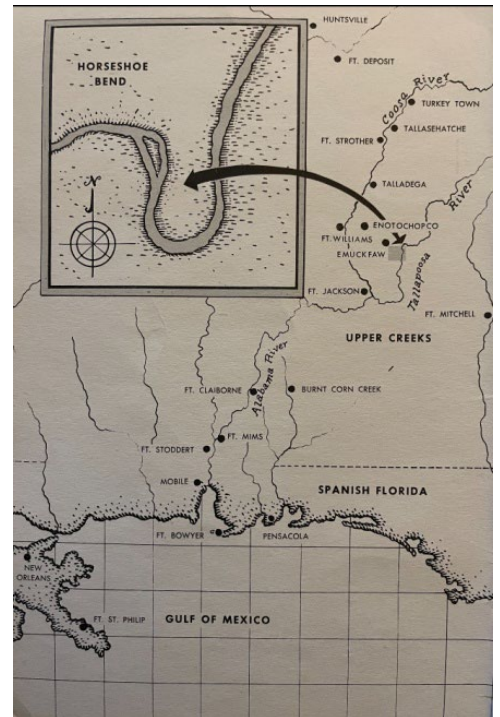 HUNTSVILLE
FT. DEPOSIT
HORSESHOE
BEND
N
Coosa River
TURKEY TOWN
TALLASEHATCHE
FT. STROTHER
TALLADEGA
ENOTOCHOPCO
FT. WILLIAMS
EMUCKFAW
Tallapoosa River
FT. JACKSON
FT. MITCHELL
UPPER CREEKS
Alabama River
FT. CLAIBORNE
BURNT CORN CREEK
FT. MIMS
FT. STODDERT
MOBILE
SPANISH FLORIDA
FT. BOWYER
PENSACOLA
NEW
ORLEANS
FT. ST. PHILIP
GULF OF MEXICO